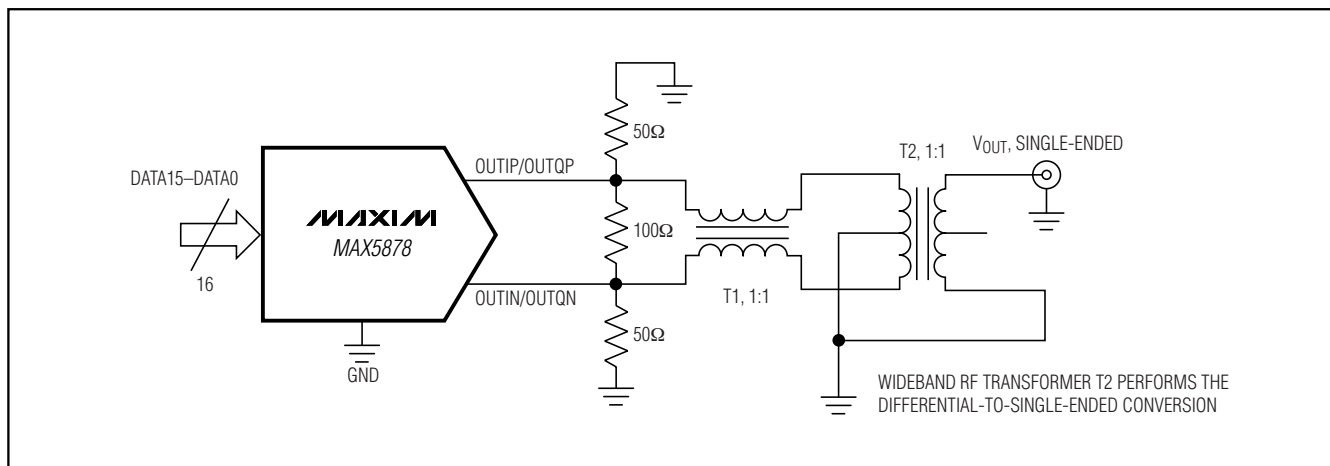 50Ω
T2, 1:1
VOUT, SINGLE-ENDED
OUTIP/OUTQP
DATA15–DATA0
MAXIM
MAX5878
100Ω
16
OUTIN/OUTQN
T1, 1:1
50Ω
GND
WIDEBAND RF TRANSFORMER T2 PERFORMS THE
DIFFERENTIAL-TO-SINGLE-ENDED CONVERSION